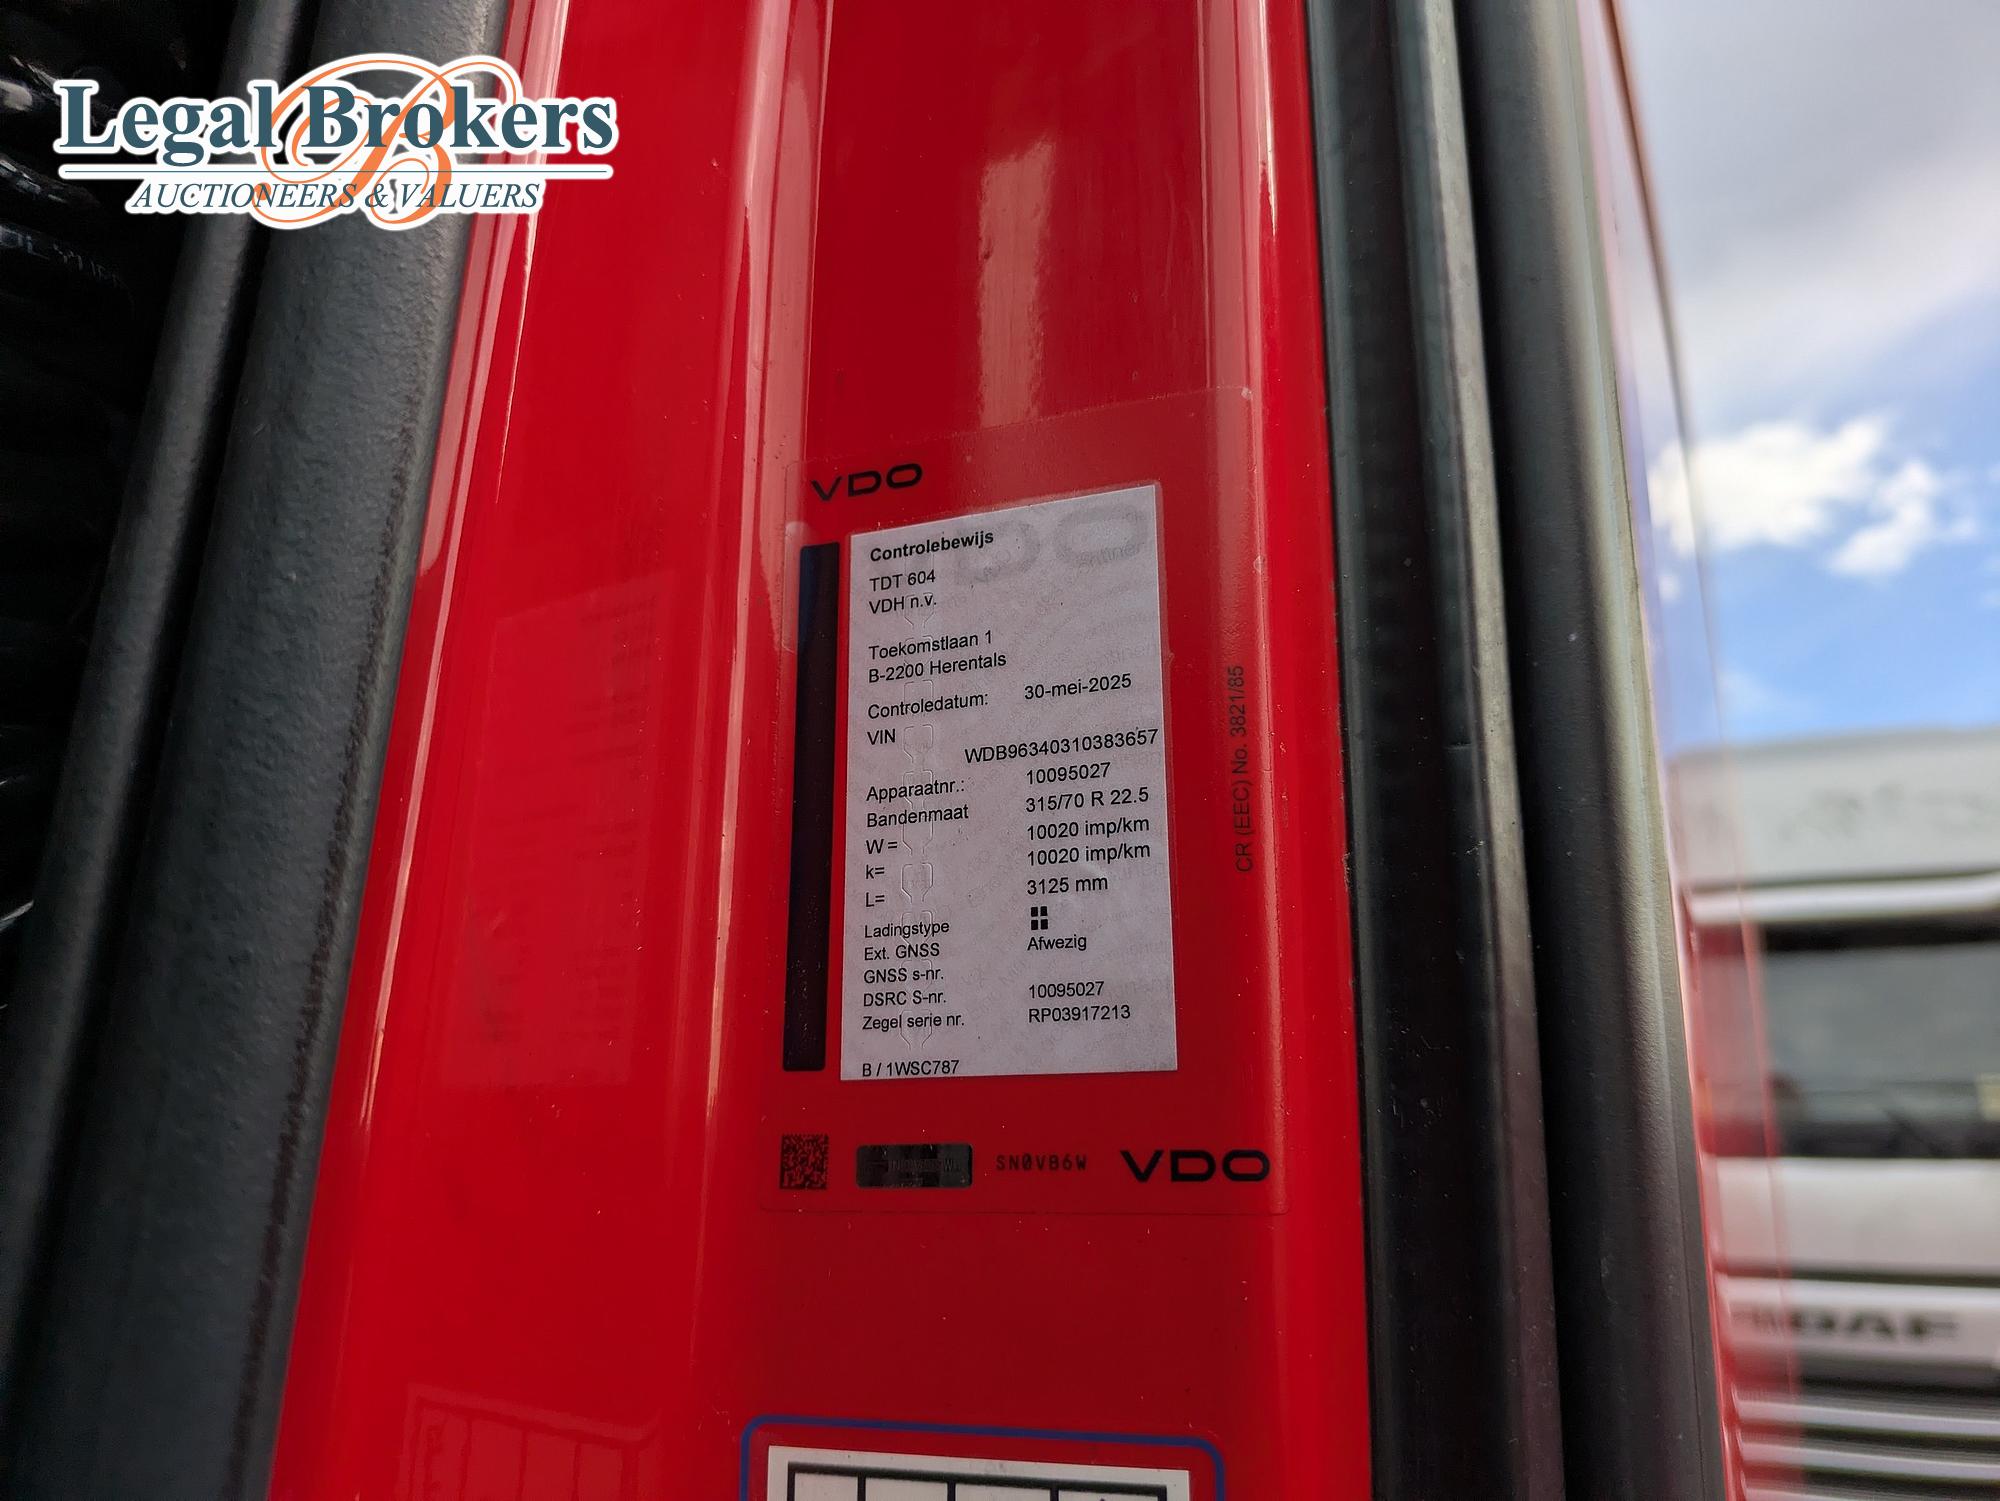 Legal Brokers
AUCTIONEERS & VALUERS
VDO
Controlebewijs
TDT 604
VDH n.v.
Toekomstlaan 1
B-2200 Herentals
Controledatum: 30-mei-2025
VIN
WDB96340310383657
Apparaatnr.: 10095027
Bandenmaat 315/70 R 22.5
W = 10020 imp/km
k= 10020 imp/km
L= 3125 mm
Ladingstype
Ext. GNSS Afwezig
GNSS s-nr.
DSRC S-nr. 10095027
Zegel serie nr. RP03917213
B / 1WSC787
CR (EEC) No. 3821/85
SN0VB6W VDO
DAF